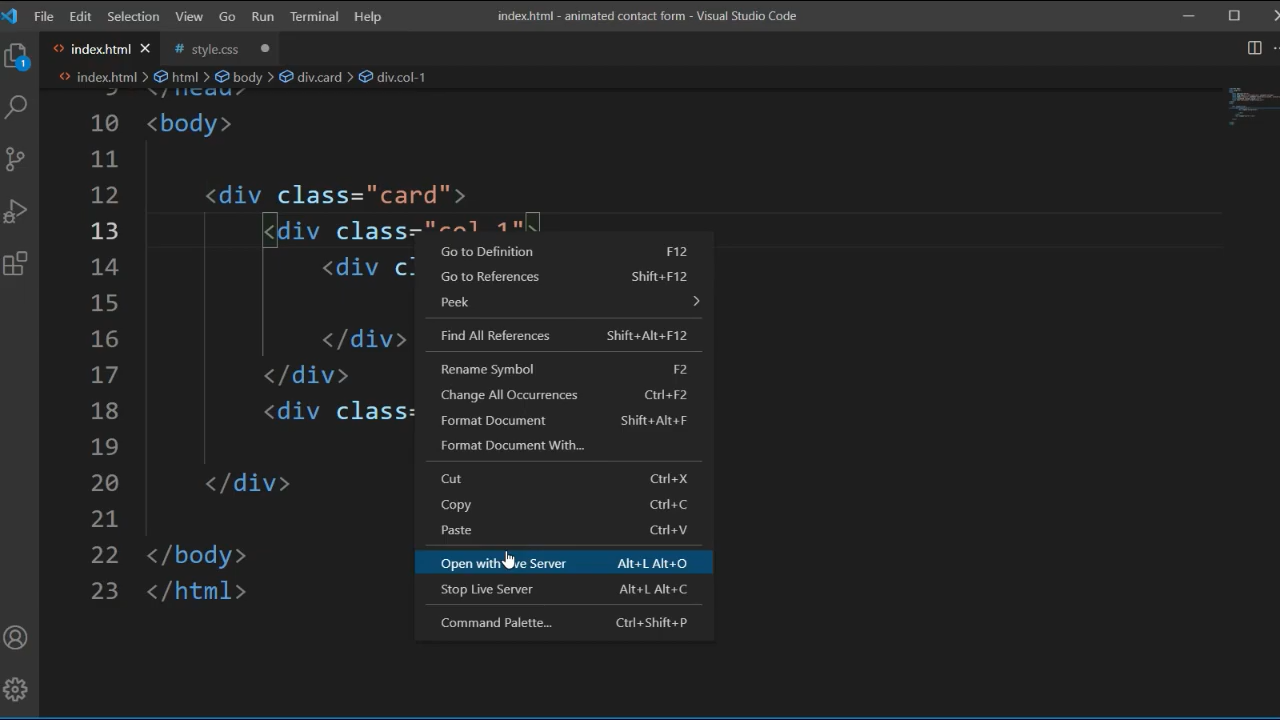 File Edit Selection View Go Run Terminal Help index.html - animated contact form - Visual Studio Code
index.html # style.css
index.html > html > body > div.card > div.col-1
1
9 </head>
10 <body>
11
12 <div class="card">
13 <div class="col-1">
14 <div cl
15
16 </div>
17 </div>
18 <div class=
19
20 </div>
21
22 </body>
23 </html>
Go to Definition F12
Go to References Shift+F12
Peek >
Find All References Shift+Alt+F12
Rename Symbol F2
Change All Occurrences Ctrl+F2
Format Document Shift+Alt+F
Format Document With...
Cut Ctrl+X
Copy Ctrl+C
Paste Ctrl+V
Open with Live Server Alt+L Alt+O
Stop Live Server Alt+L Alt+C
Command Palette... Ctrl+Shift+P